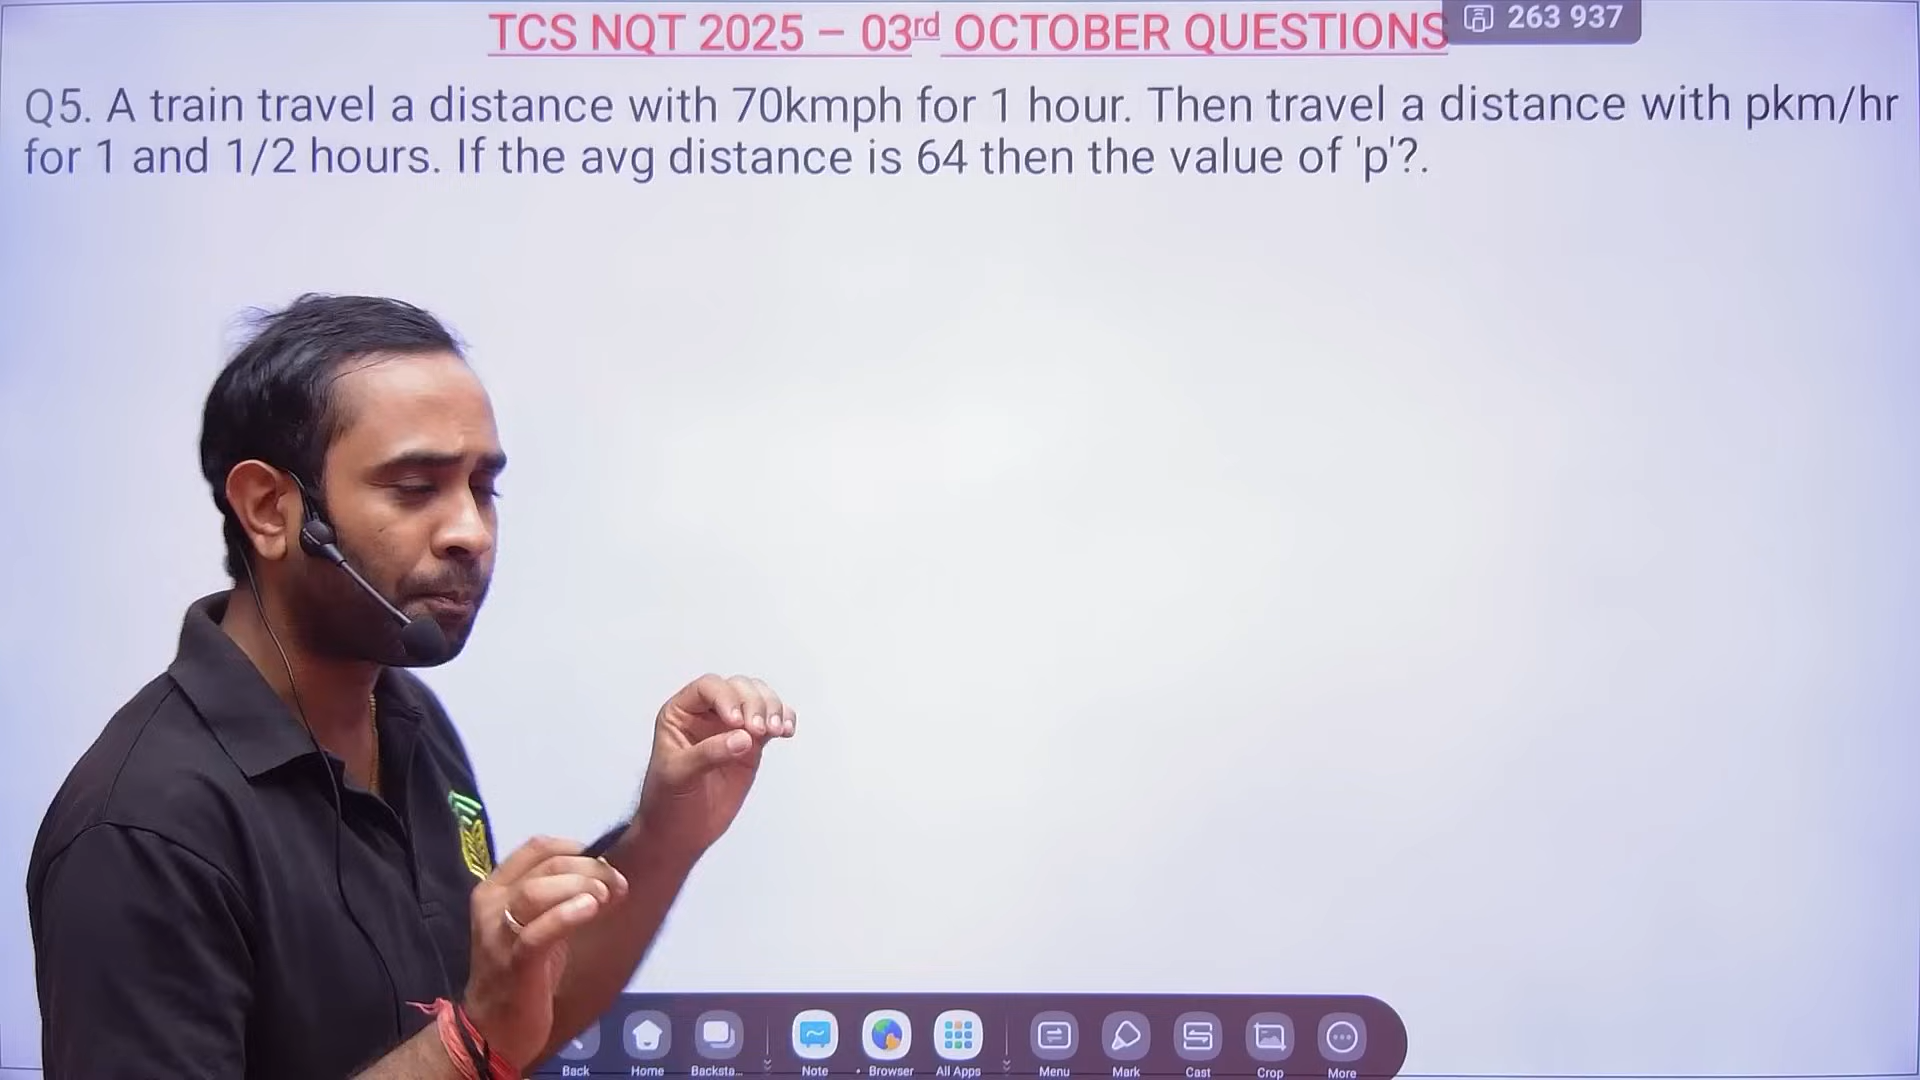 TCS NQT 2025 – 03rd OCTOBER QUESTIONS
263 937
Q5. A train travel a distance with 70kmph for 1 hour. Then travel a distance with pkm/hr
for 1 and 1/2 hours. If the avg distance is 64 then the value of 'p'?.
Back Home Backsta... Note Browser All Apps Menu Mark Cast Crop More